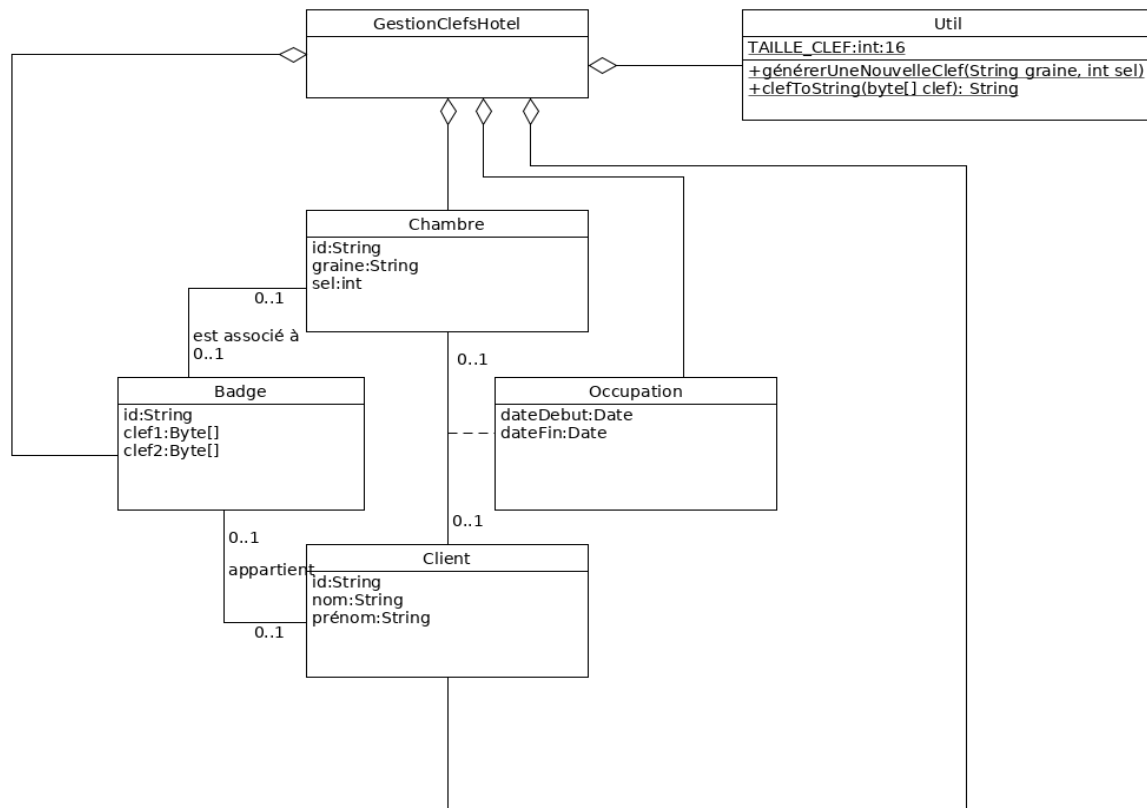 GestionClefsHotel
Util
TAILLE_CLEF:int:16
+générerUneNouvelleClef(String graine, int sel)
+clefToString(byte[] clef): String
Chambre
id:String
graine:String
sel:int
0..1
est associé à
0..1
0..1
Badge
id:String
clef1:Byte[]
clef2:Byte[]
Occupation
dateDebut:Date
dateFin:Date
0..1
0..1
appartient
0..1
Client
id:String
nom:String
prénom:String